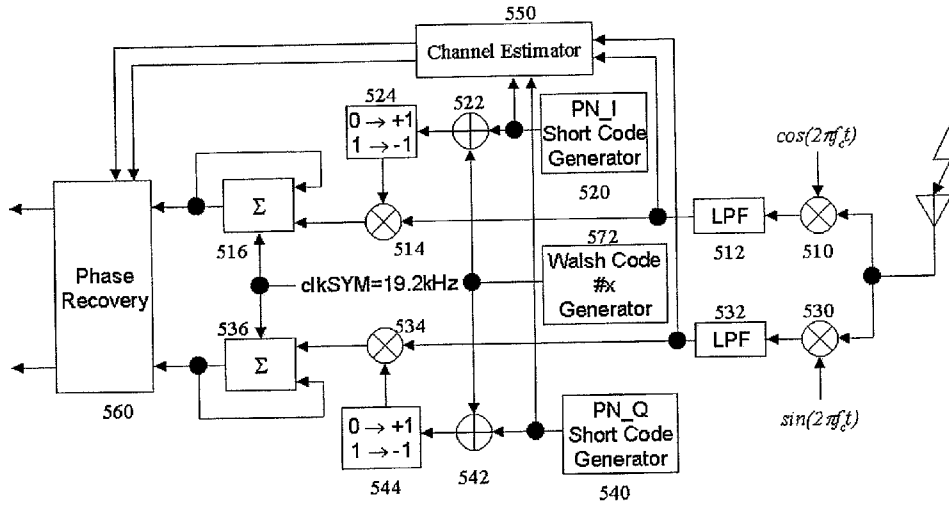 550
Channel Estimator
524
0 → +1
1 → -1
522
PN_I
Short Code
Generator
520
cos(2πf_c t)
Σ
516
514
LPF
512
510
572
Walsh Code
#x
Generator
Phase
Recovery
560
clkSYM=19.2kHz
536
Σ
534
532
LPF
530
sin(2πf_c t)
0 → +1
1 → -1
544
542
PN_Q
Short Code
Generator
540